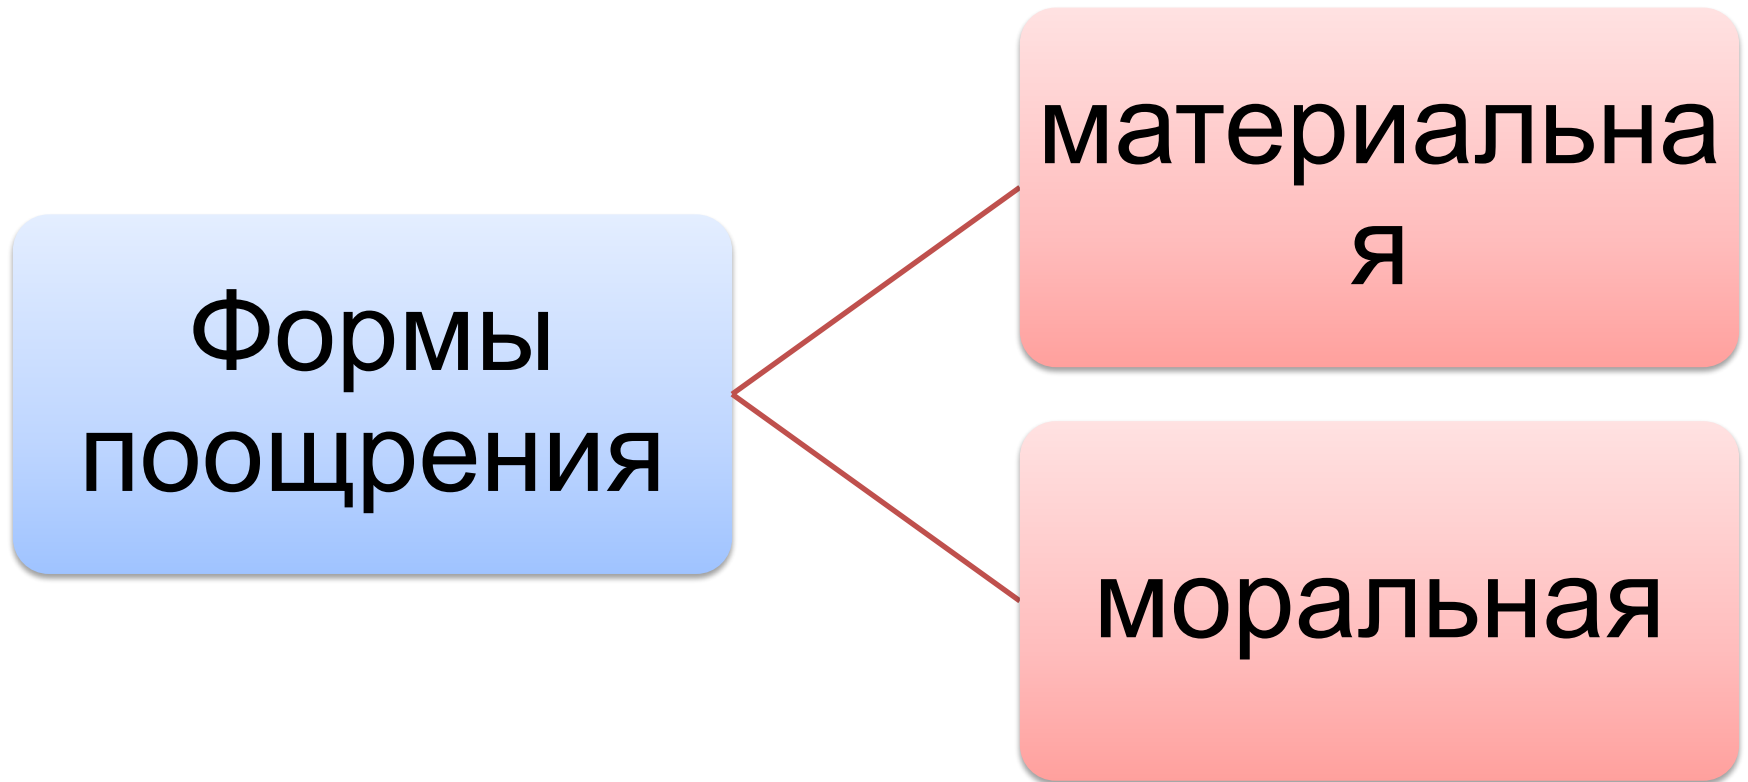 Формы
поощрения
материальна
я
моральная